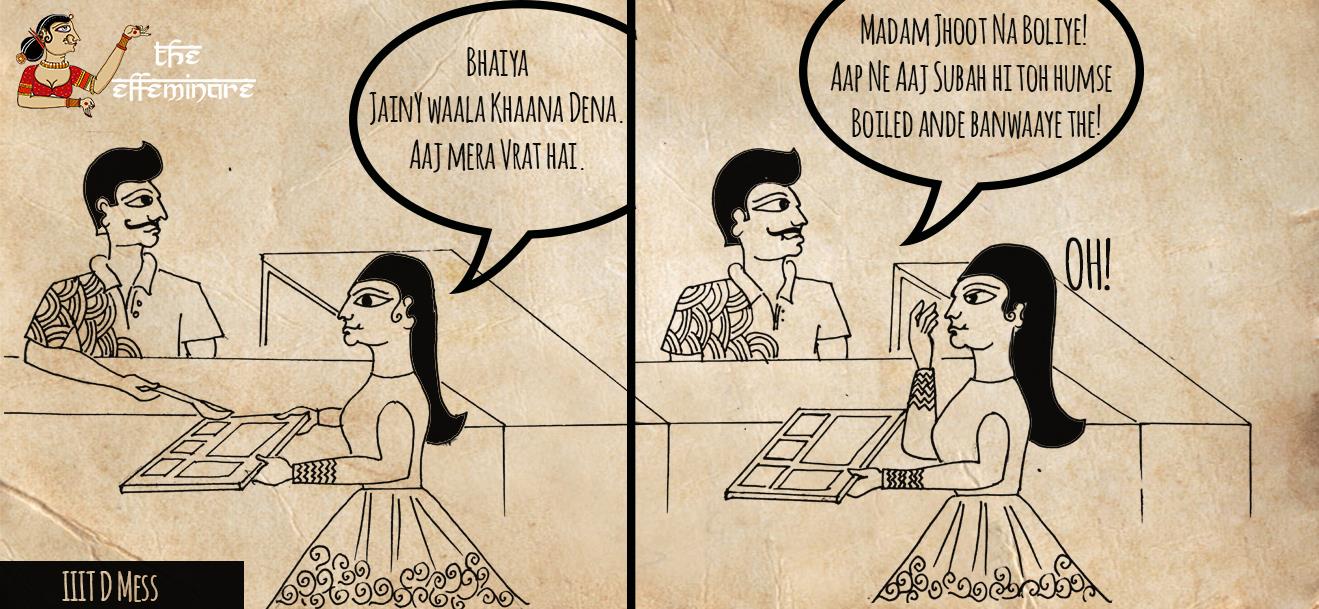 the
effeminare
Bhaiya
Jainy waala Khaana Dena.
Aaj mera Vrat hai.
Madam Jhoot Na Boliye!
Aap Ne Aaj Subah hi toh humse
Boiled ande banwaaye the!
OH!
IIIT D Mess